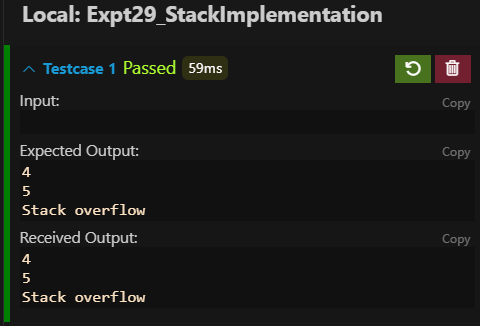 Local: Expt29_StackImplementation
Testcase 1 Passed 59ms
Input:
Copy
Expected Output:
Copy
4
5
Stack overflow
Received Output:
Copy
4
5
Stack overflow